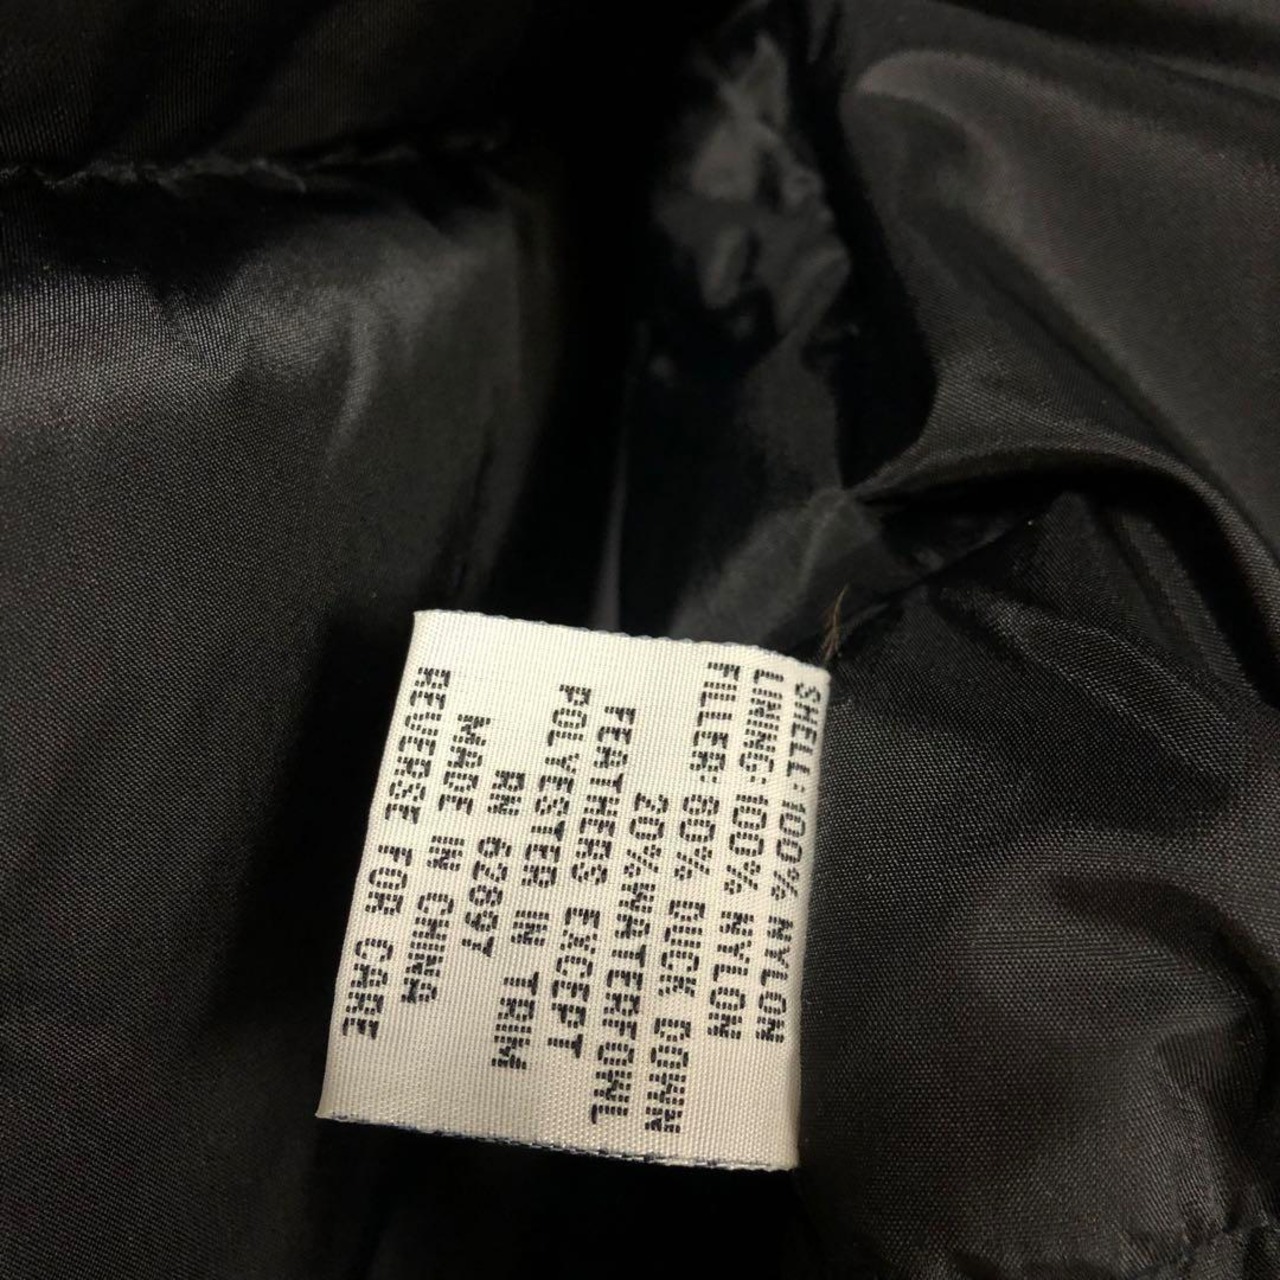 SHELL:100% NYLON
LINING:100% NYLON
FILLER: 80% DUCK DOWN
20% WATERFOWL
FEATHERS EXCEPT
POLYESTER IN TRIM
RN 62697
MADE IN CHINA
REVERSE FOR CARE